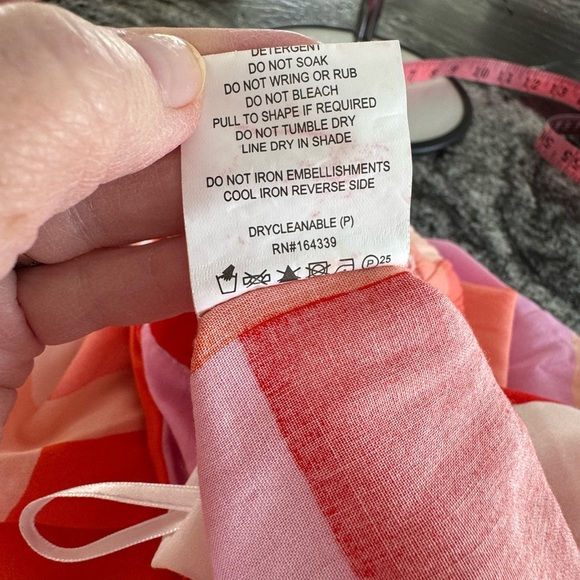 DETERGENT
DO NOT SOAK
DO NOT WRING OR RUB
DO NOT BLEACH
PULL TO SHAPE IF REQUIRED
DO NOT TUMBLE DRY
LINE DRY IN SHADE
DO NOT IRON EMBELLISHMENTS
COOL IRON REVERSE SIDE
DRYCLEANABLE (P)
RN#164339
P 25